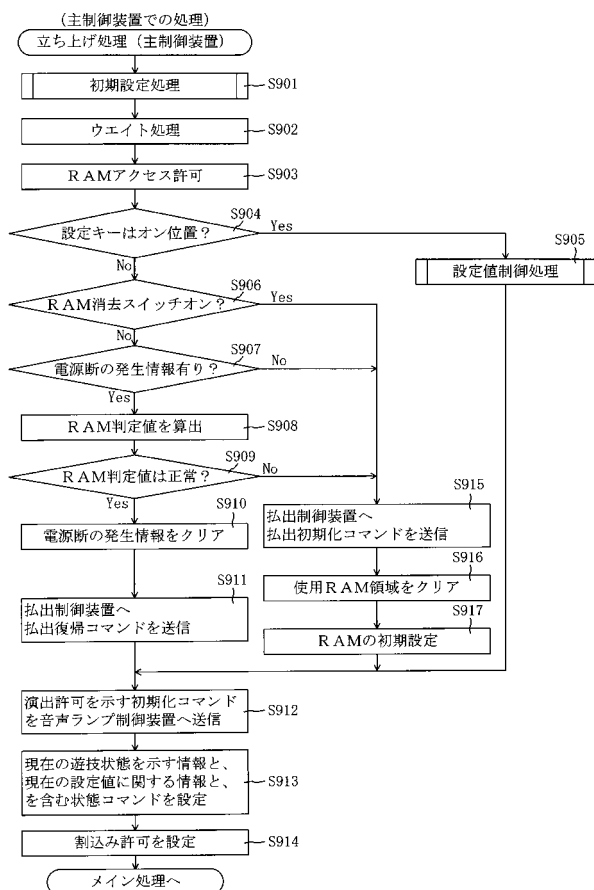 (主制御装置での処理)
立ち上げ処理(主制御装置)
初期設定処理
S901
ウエイト処理
S902
RAMアクセス許可
S903
設定キーはオン位置?
S904
Yes
No
設定値制御処理
S905
RAM消去スイッチオン?
S906
Yes
No
電源断の発生情報有り?
S907
No
Yes
RAM判定値を算出
S908
RAM判定値は正常?
S909
No
Yes
電源断の発生情報をクリア
S910
払出制御装置へ
払出復帰コマンドを送信
S911
払出制御装置へ
払出初期化コマンドを送信
S915
使用RAM領域をクリア
S916
RAMの初期設定
S917
演出許可を示す初期化コマンド
を音声ランプ制御装置へ送信
S912
現在の遊技状態を示す情報と、
現在の設定値に関する情報と、
を含む状態コマンドを設定
S913
割込み許可を設定
S914
メイン処理へ